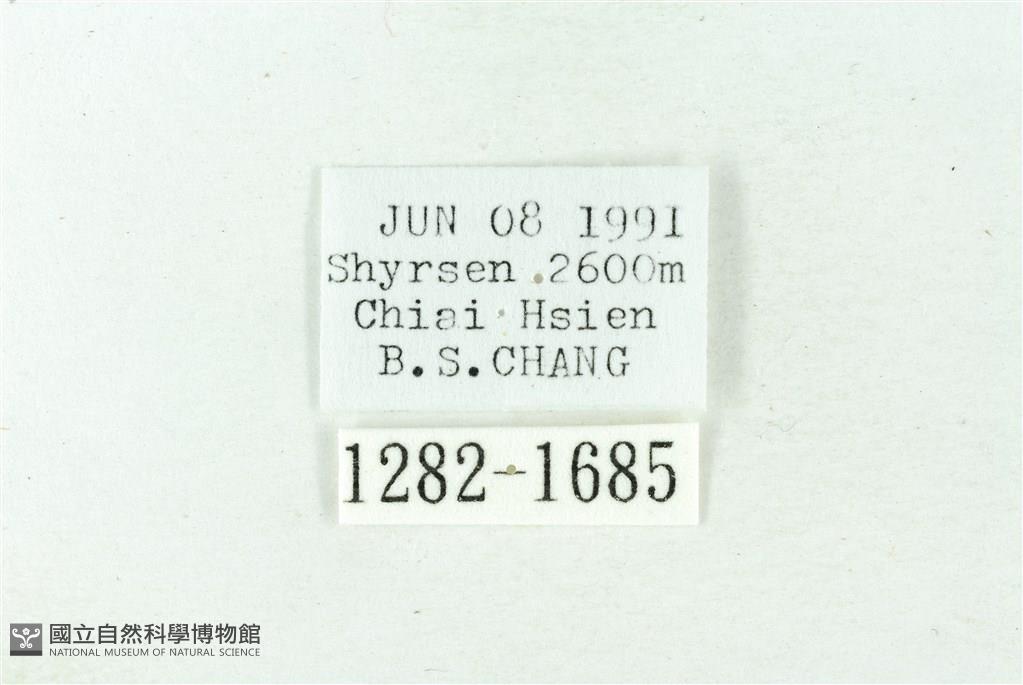 JUN 08 1991
Shyrsen 2600m
Chiai Hsien
B.S.CHANG
1282-1685
國立自然科學博物館
NATIONAL MUSEUM OF NATURAL SCIENCE